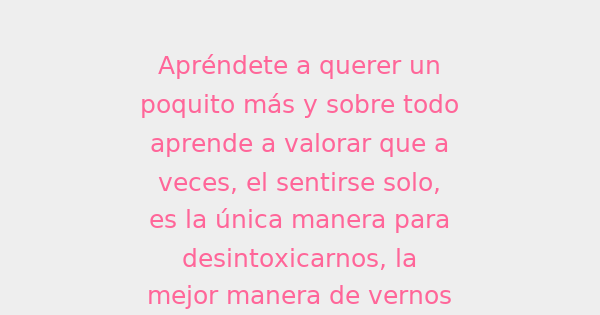 Apréndete a querer un
poquito más y sobre todo
aprende a valorar que a
veces, el sentirse solo,
es la única manera para
desintoxicarnos, la
mejor manera de vernos